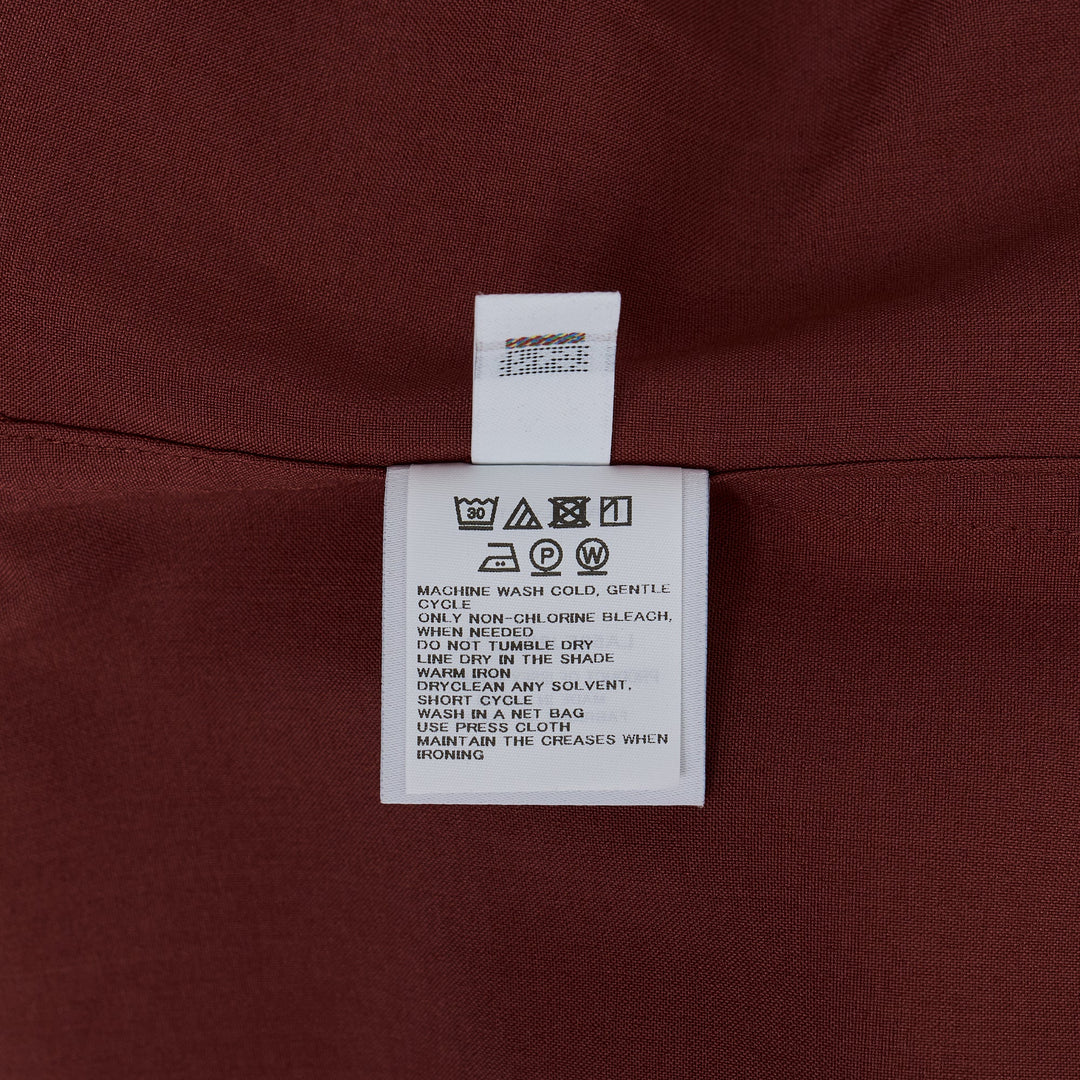 30
P W
MACHINE WASH COLD, GENTLE
CYCLE
ONLY NON-CHLORINE BLEACH,
WHEN NEEDED
DO NOT TUMBLE DRY
LINE DRY IN THE SHADE
WARM IRON
DRYCLEAN ANY SOLVENT,
SHORT CYCLE
WASH IN A NET BAG
USE PRESS CLOTH
MAINTAIN THE CREASES WHEN
IRONING